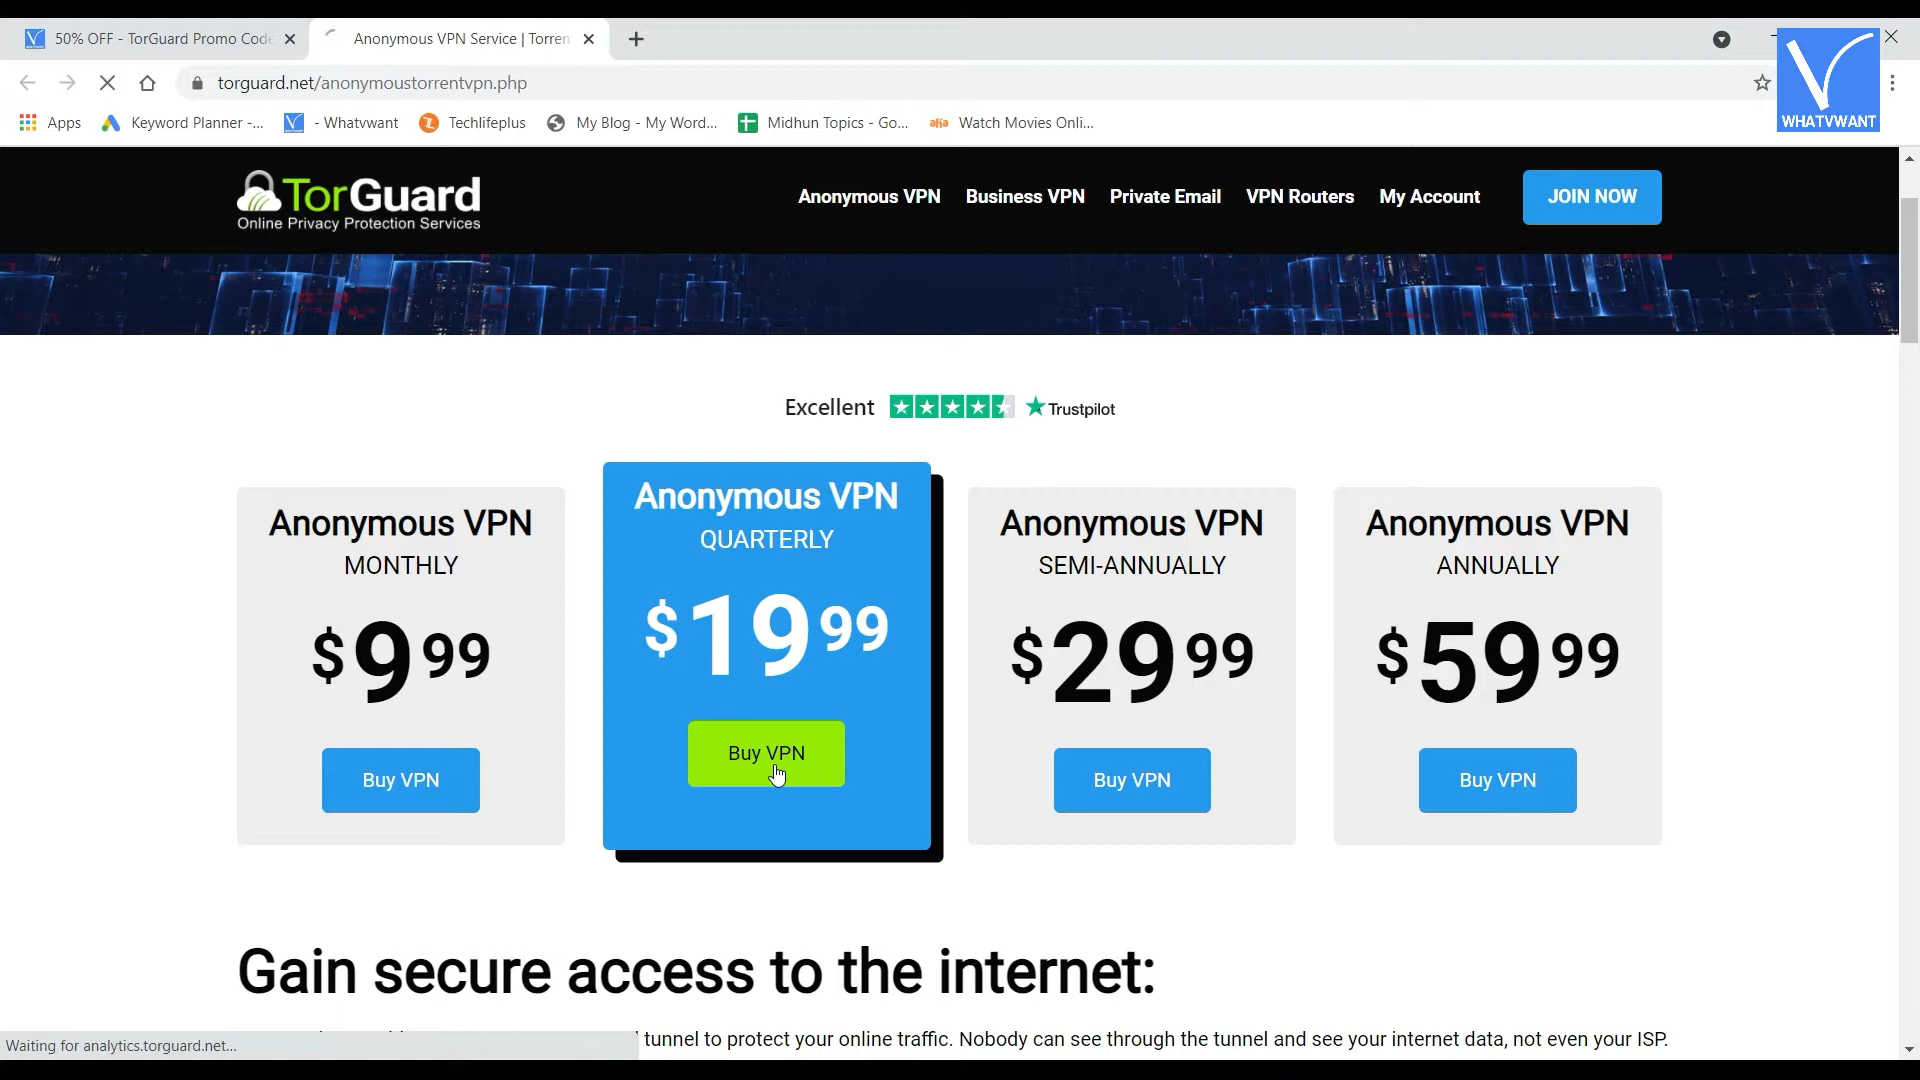 50% OFF - TorGuard Promo Code
Anonymous VPN Service | Torren
torguard.net/anonymoustorrentvpn.php
Apps
Keyword Planner -...
- Whatvwant
Techlifeplus
My Blog - My Word...
Midhun Topics - Go...
aha
Watch Movies Onli...
WHATVWANT
TorGuard
Online Privacy Protection Services
Anonymous VPN
Business VPN
Private Email
VPN Routers
My Account
JOIN NOW
Excellent
Trustpilot
Anonymous VPN
MONTHLY
$9 99
Buy VPN
Anonymous VPN
QUARTERLY
$19 99
Buy VPN
Anonymous VPN
SEMI-ANNUALLY
$29 99
Buy VPN
Anonymous VPN
ANNUALLY
$59 99
Buy VPN
Gain secure access to the internet:
tunnel to protect your online traffic. Nobody can see through the tunnel and see your internet data, not even your ISP.
Waiting for analytics.torguard.net...